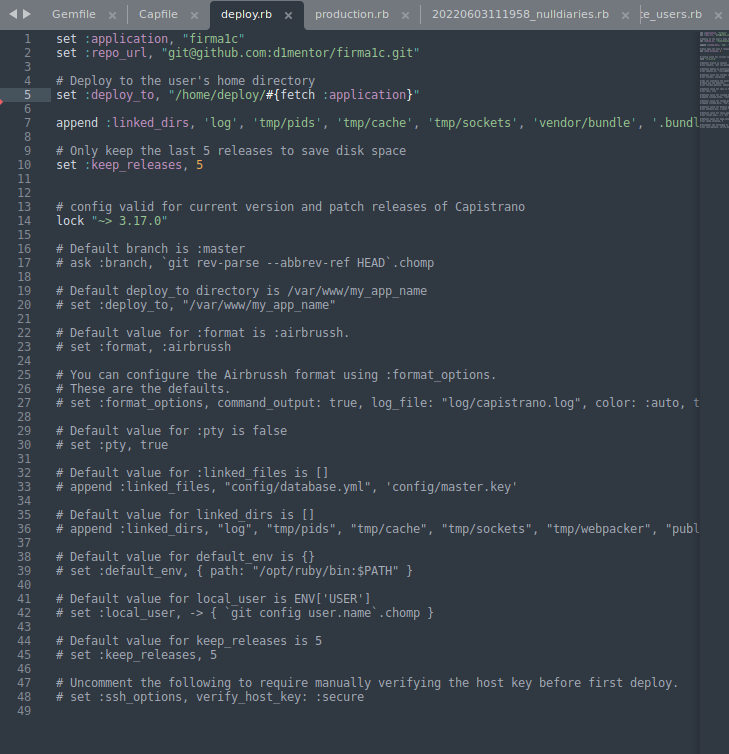 Gemfile
Capfile
deploy.rb
production.rb
20220603111958_nulldiaries.rb
ce_users.rb
1 set :application, "firma1c"
2 set :repo_url, "git@github.com:d1mentor/firma1c.git"
3
4 # Deploy to the user's home directory
5 set :deploy_to, "/home/deploy/#{fetch :application}"
6
7 append :linked_dirs, 'log', 'tmp/pids', 'tmp/cache', 'tmp/sockets', 'vendor/bundle', '.bundl
8
9 # Only keep the last 5 releases to save disk space
10 set :keep_releases, 5
11
12
13 # config valid for current version and patch releases of Capistrano
14 lock "~> 3.17.0"
15
16 # Default branch is :master
17 # ask :branch, `git rev-parse --abbrev-ref HEAD`.chomp
18
19 # Default deploy_to directory is /var/www/my_app_name
20 # set :deploy_to, "/var/www/my_app_name"
21
22 # Default value for :format is :airbrussh.
23 # set :format, :airbrussh
24
25 # You can configure the Airbrussh format using :format_options.
26 # These are the defaults.
27 # set :format_options, command_output: true, log_file: "log/capistrano.log", color: :auto, t
28
29 # Default value for :pty is false
30 # set :pty, true
31
32 # Default value for :linked_files is []
33 # append :linked_files, "config/database.yml", 'config/master.key'
34
35 # Default value for linked_dirs is []
36 # append :linked_dirs, "log", "tmp/pids", "tmp/cache", "tmp/sockets", "tmp/webpacker", "publ
37
38 # Default value for default_env is {}
39 # set :default_env, { path: "/opt/ruby/bin:$PATH" }
40
41 # Default value for local_user is ENV['USER']
42 # set :local_user, -> { `git config user.name`.chomp }
43
44 # Default value for keep_releases is 5
45 # set :keep_releases, 5
46
47 # Uncomment the following to require manually verifying the host key before first deploy.
48 # set :ssh_options, verify_host_key: :secure
49